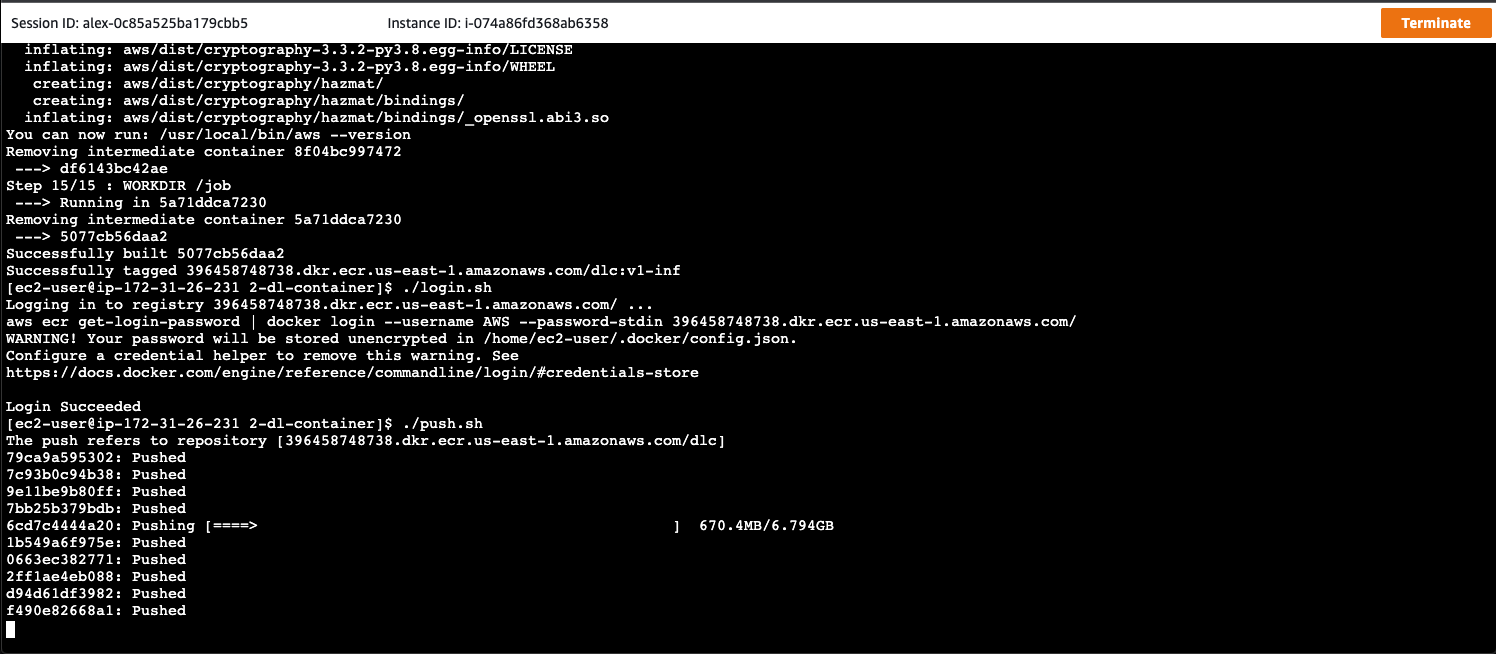 Session ID: alex-0c85a525ba179cbb5 Instance ID: i-074a86fd368ab6358 Terminate
inflating: aws/dist/cryptography-3.3.2-py3.8.egg-info/LICENSE
inflating: aws/dist/cryptography-3.3.2-py3.8.egg-info/WHEEL
creating: aws/dist/cryptography/hazmat/
creating: aws/dist/cryptography/hazmat/bindings/
inflating: aws/dist/cryptography/hazmat/bindings/_openssl.abi3.so
You can now run: /usr/local/bin/aws --version
Removing intermediate container 8f04bc997472
---> df6143bc42ae
Step 15/15 : WORKDIR /job
---> Running in 5a71ddca7230
Removing intermediate container 5a71ddca7230
---> 5077cb56daa2
Successfully built 5077cb56daa2
Successfully tagged 396458748738.dkr.ecr.us-east-1.amazonaws.com/dlc:v1-inf
[ec2-user@ip-172-31-26-231 2-dl-container]$ ./login.sh
Logging in to registry 396458748738.dkr.ecr.us-east-1.amazonaws.com/ ...
aws ecr get-login-password | docker login --username AWS --password-stdin 396458748738.dkr.ecr.us-east-1.amazonaws.com/
WARNING! Your password will be stored unencrypted in /home/ec2-user/.docker/config.json.
Configure a credential helper to remove this warning. See
https://docs.docker.com/engine/reference/commandline/login/#credentials-store
Login Succeeded
[ec2-user@ip-172-31-26-231 2-dl-container]$ ./push.sh
The push refers to repository [396458748738.dkr.ecr.us-east-1.amazonaws.com/dlc]
79ca9a595302: Pushed
7c93b0c94b38: Pushed
9e11be9b80ff: Pushed
7bb25b379bdb: Pushed
6cd7c4444a20: Pushing [====>                                              ]  670.4MB/6.794GB
1b549a6f975e: Pushed
0663ec382771: Pushed
2ff1ae4eb088: Pushed
d94d61df3982: Pushed
f490e82668a1: Pushed